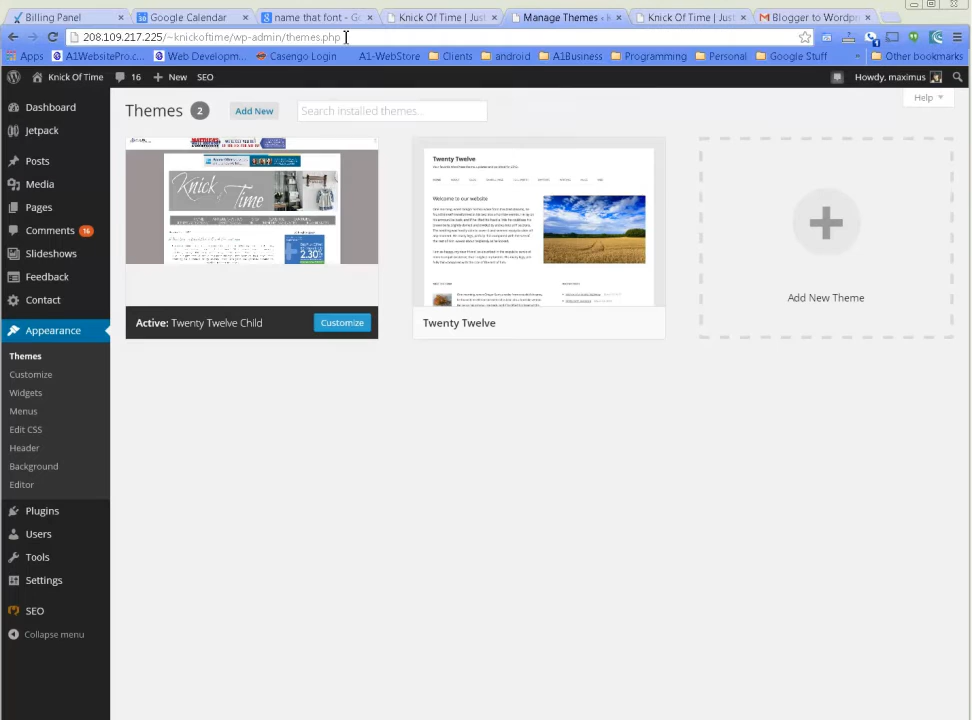 Billing Panel
Google Calendar
name that font - Go
Knick Of Time | Just
Manage Themes ‹ K
Knick Of Time | Just
Blogger to Wordpr
208.109.217.225/~knickoftime/wp-admin/themes.php
Apps
A1WebsitePro.c...
Web Developm...
Casengo Login
A1-WebStore
Clients
android
A1Business
Programming
Personal
Google Stuff
Other bookmarks
Knick Of Time
16
New
SEO
Howdy, maximus
Dashboard
Jetpack
Posts
Media
Pages
Comments 16
Slideshows
Feedback
Contact
Appearance
Themes
Customize
Widgets
Menus
Edit CSS
Header
Background
Editor
Plugins
Users
Tools
Settings
SEO
Collapse menu
Themes 2 Add New
Search installed themes...
Help
Knick
of
Time
2.30%
Active: Twenty Twelve Child
Customize
Twenty Twelve
Welcome to our website
Twenty Twelve
Add New Theme